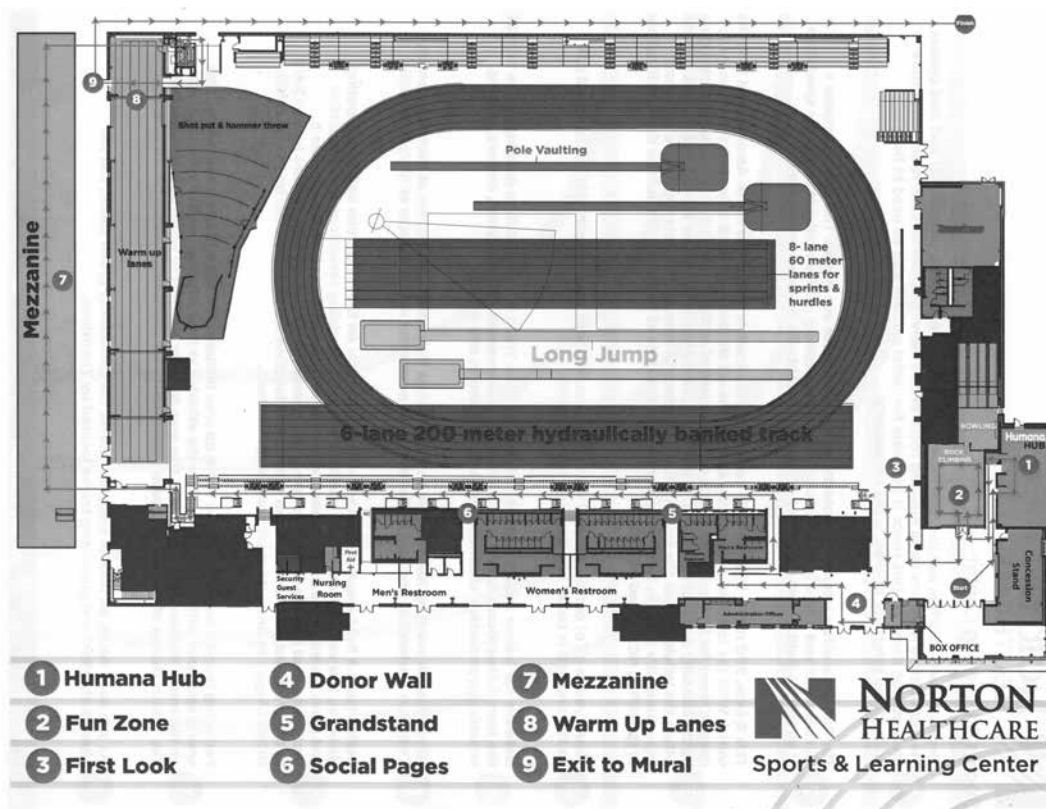 Finish
9
8
Shot put & hammer throw
Pole Vaulting
Mezzanine
7
Warm up
lanes
8- lane
60 meter
lanes for
sprints &
hurdles
Long Jump
6-lane 200 meter hydraulically banked track
BOWLING
Humana
HUB
1
ROCK
CLIMBING
2
3
6
5
Men's Restroom
First
Aid
Security
Guest
Services
Nursing
Room
Men's Restroom
Women's Restroom
Concession
Stand
Start
4
Administration Offices
BOX OFFICE
1 Humana Hub
4 Donor Wall
7 Mezzanine
2 Fun Zone
5 Grandstand
8 Warm Up Lanes
3 First Look
6 Social Pages
9 Exit to Mural
NORTON
HEALTHCARE
Sports & Learning Center